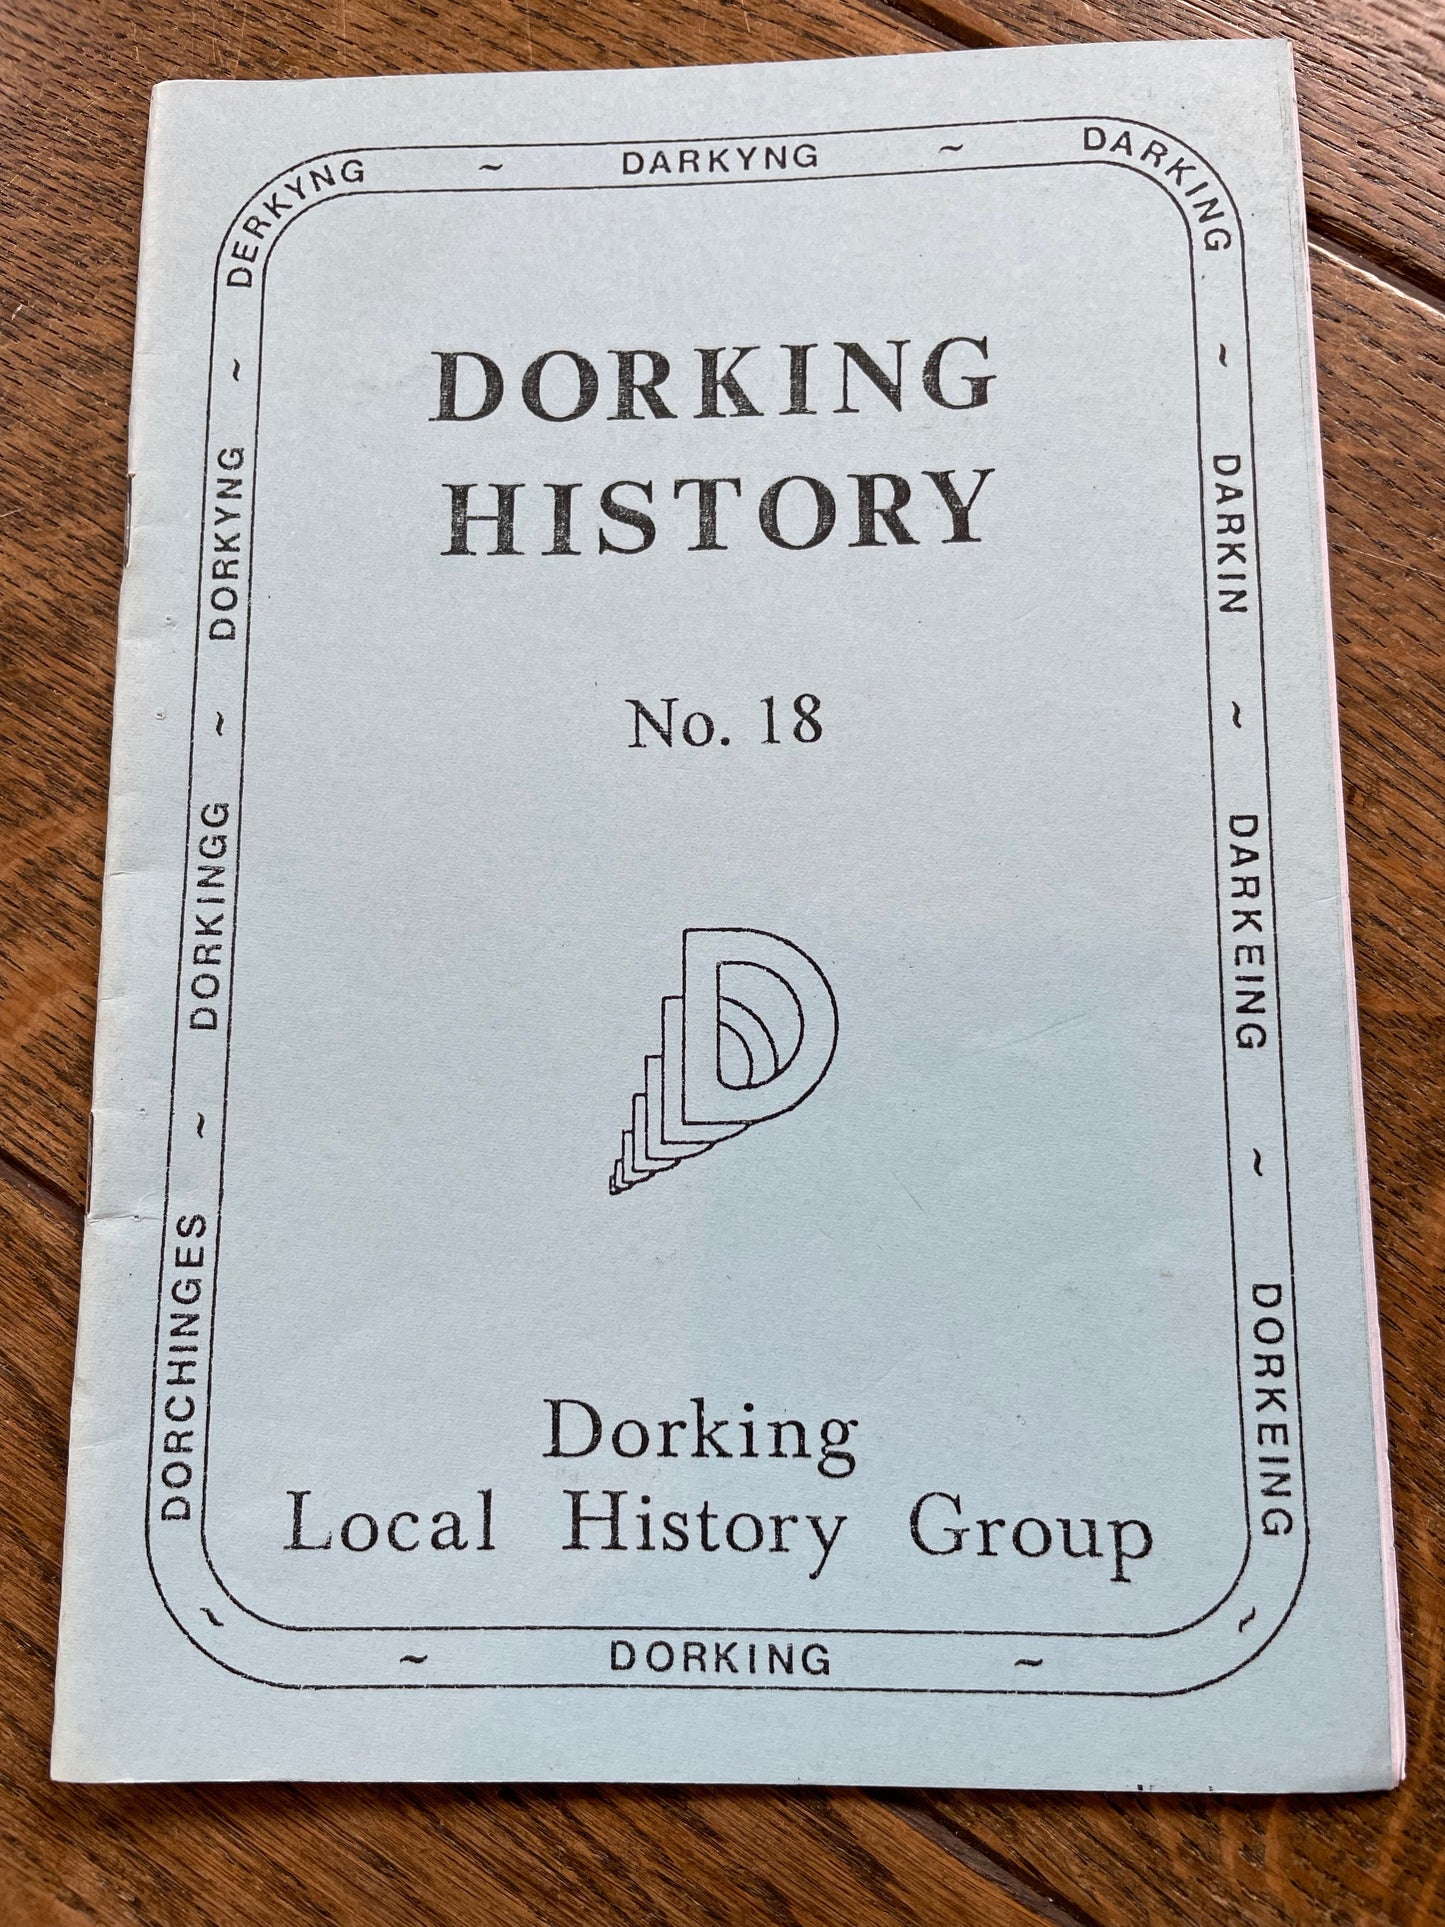 DORCHINGES ~ DORKINGG ~ DORKYNG ~ DERKYNG ~ DARKYNG ~ DARKING ~ DARKIN ~ DARKEING ~ DORKEING ~
DORKING
HISTORY
No. 18
D
Dorking
Local History Group
~ DORKING ~ ~